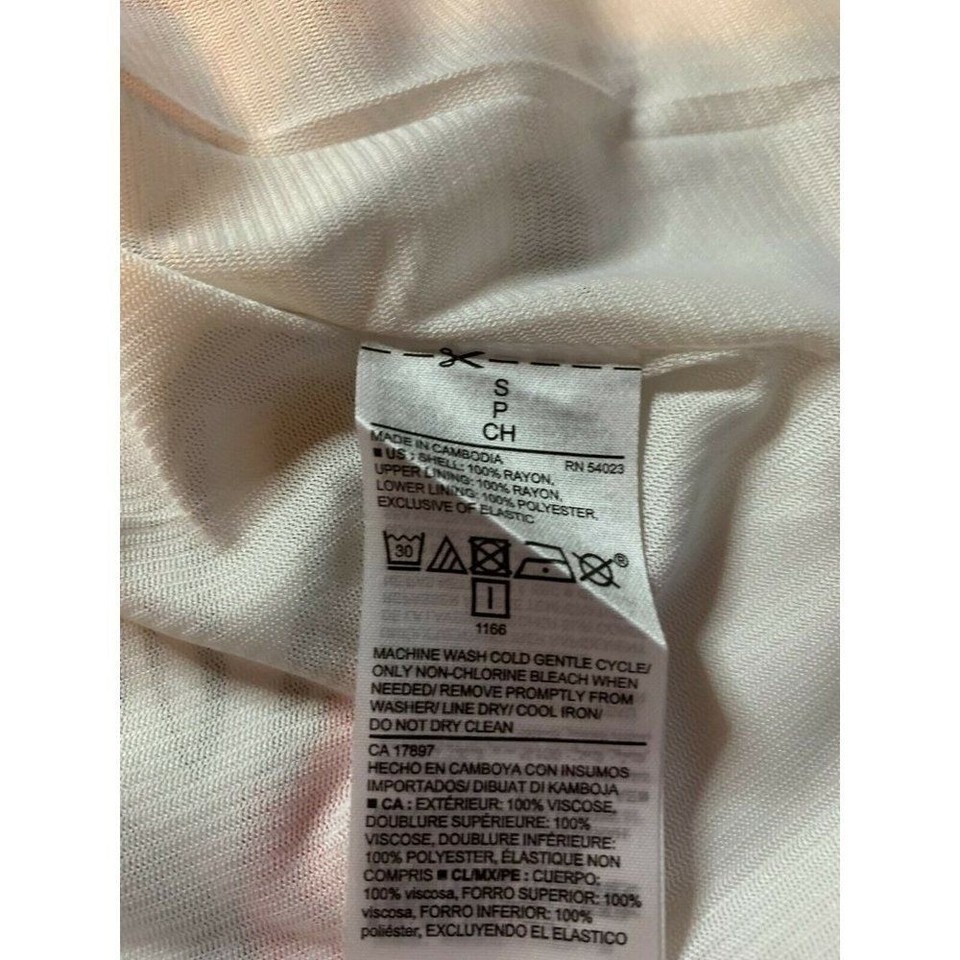 S
P
CH
MADE IN CAMBODIA RN 54023
■ US : SHELL: 100% RAYON,
UPPER LINING: 100% RAYON,
LOWER LINING: 100% POLYESTER,
EXCLUSIVE OF ELASTIC
30 ®
1166
MACHINE WASH COLD GENTLE CYCLE/
ONLY NON-CHLORINE BLEACH WHEN
NEEDED/ REMOVE PROMPTLY FROM
WASHER/ LINE DRY/ COOL IRON/
DO NOT DRY CLEAN
CA 17897
HECHO EN CAMBOYA CON INSUMOS
IMPORTADOS/ DIBUAT DI KAMBOJA
■ CA : EXTÉRIEUR: 100% VISCOSE,
DOUBLURE SUPÉRIEURE: 100%
VISCOSE, DOUBLURE INFÉRIEURE:
100% POLYESTER, ÉLASTIQUE NON
COMPRIS ■ CL/MX/PE : CUERPO:
100% viscosa, FORRO SUPERIOR: 100%
viscosa, FORRO INFERIOR: 100%
poliéster, EXCLUYENDO EL ELASTICO